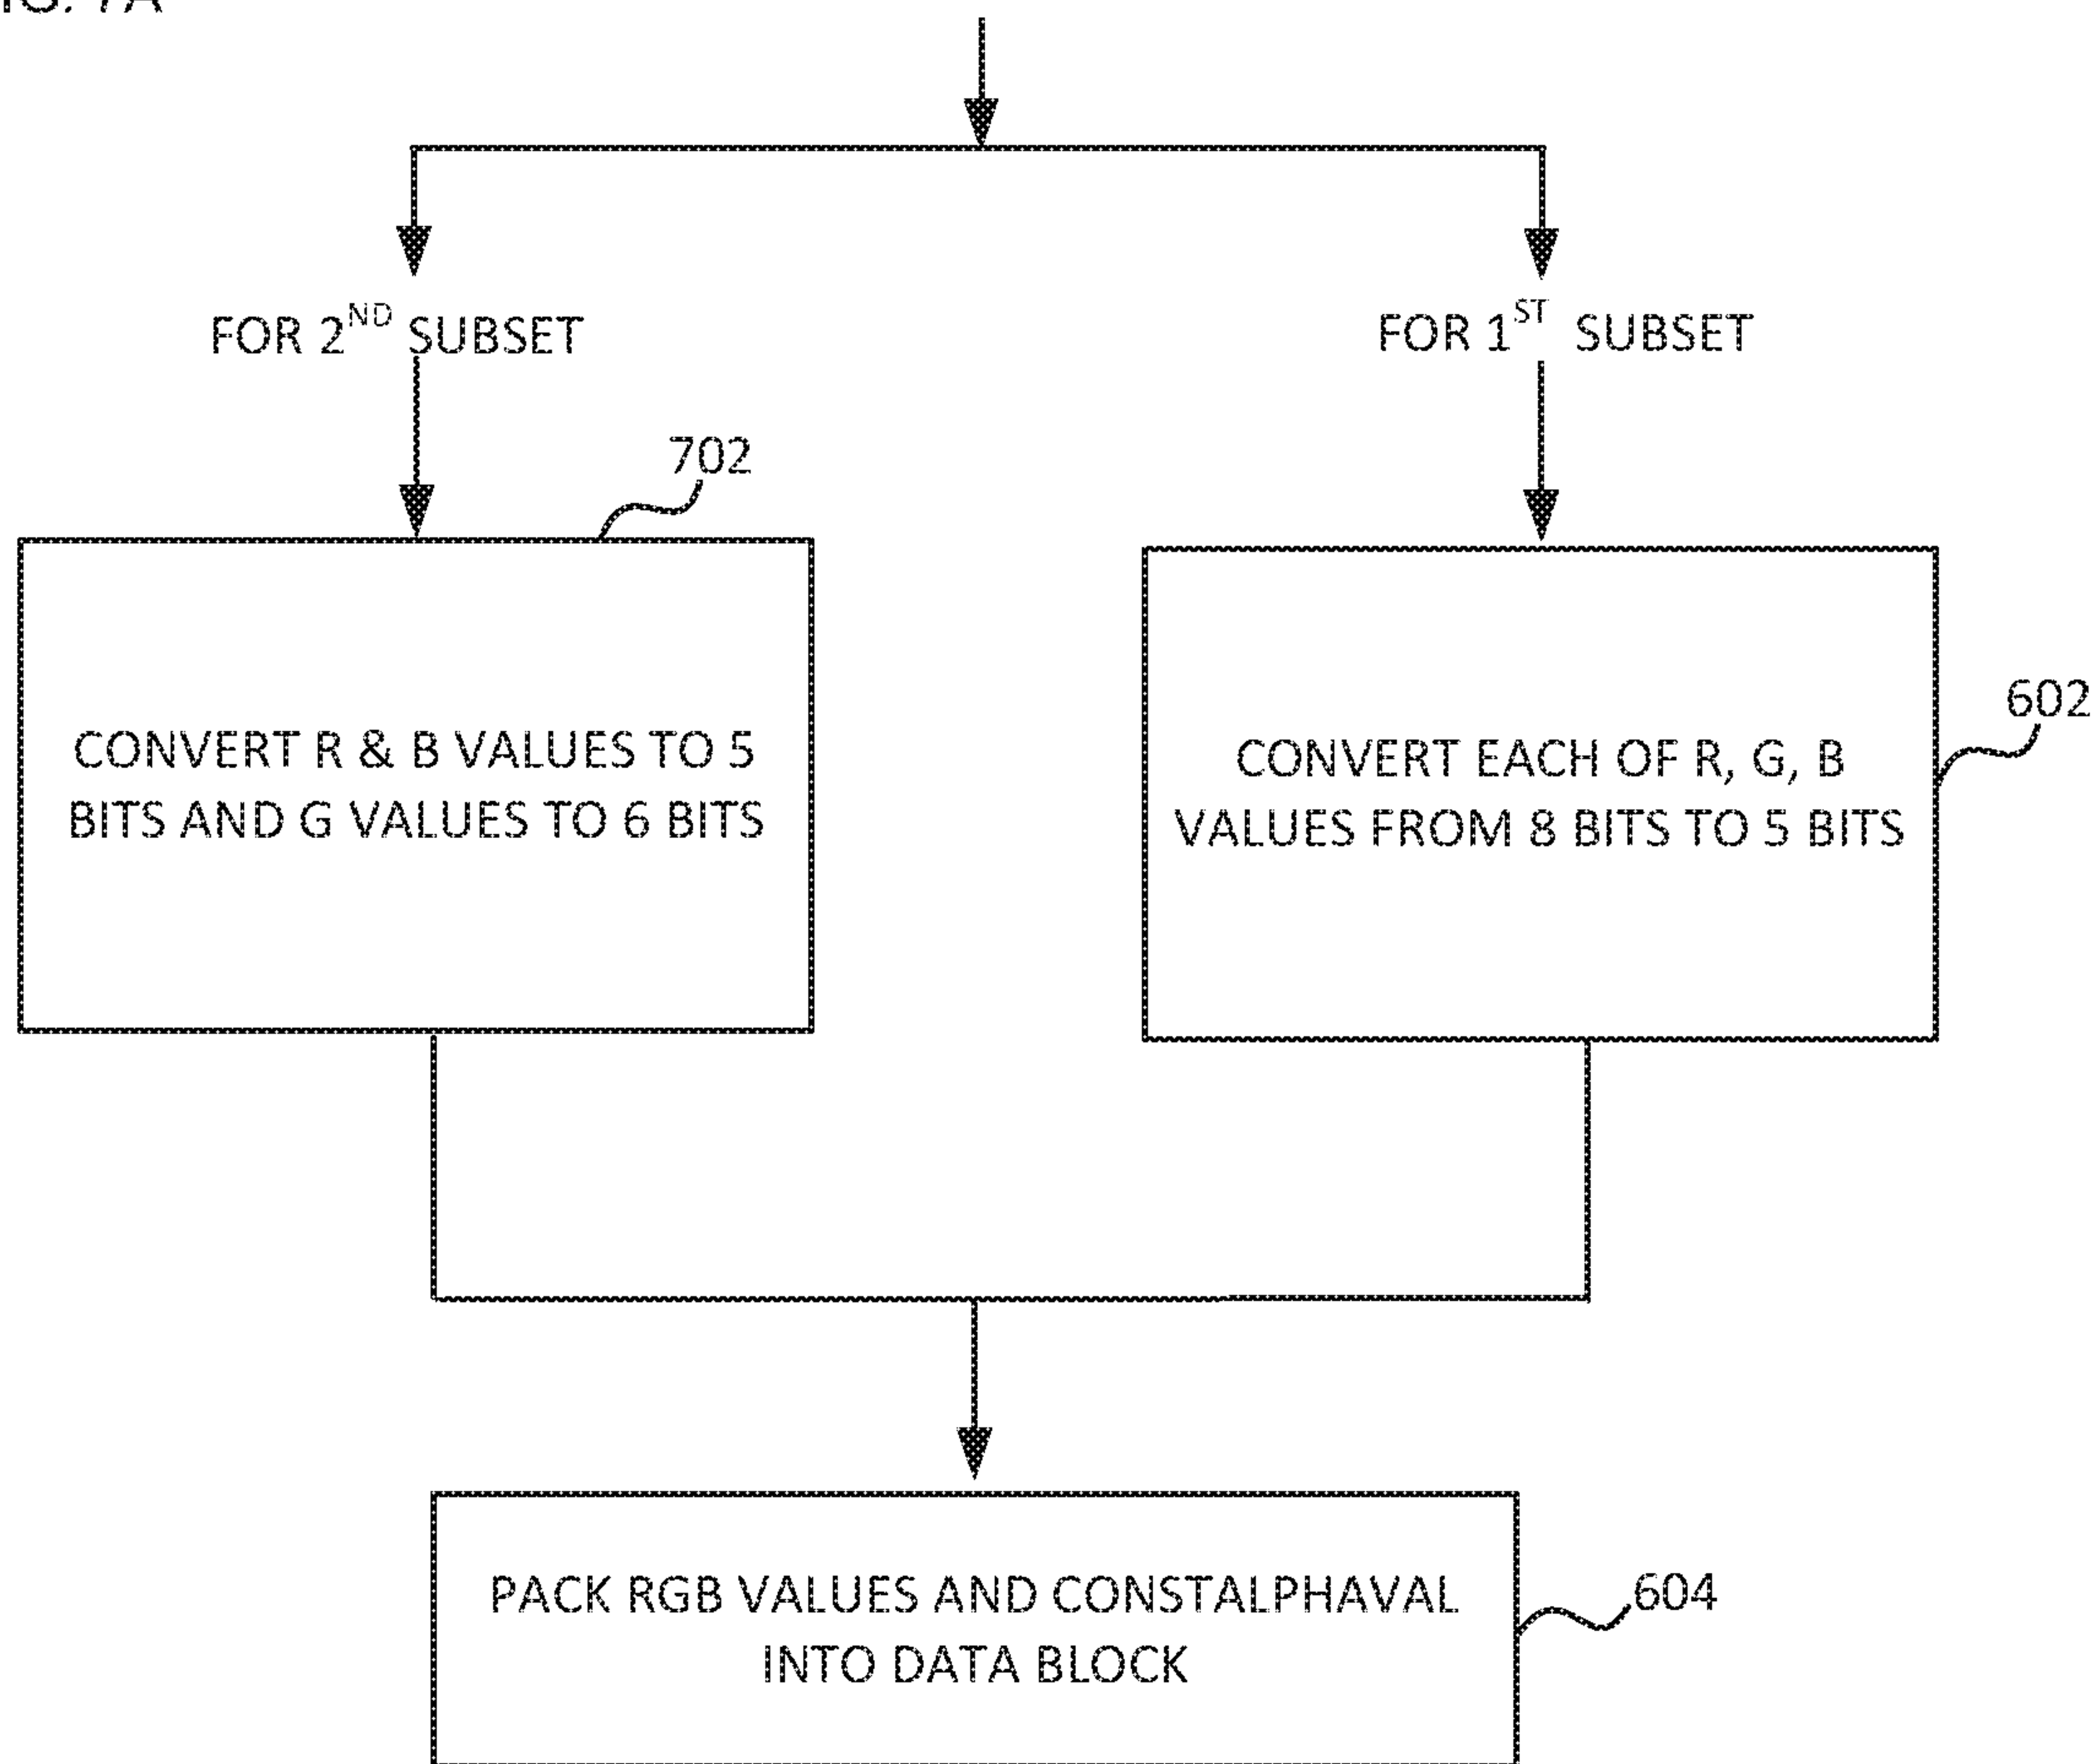 FOR 2ND SUBSET
FOR 1ST SUBSET
702
602
CONVERT R & B VALUES TO 5
BITS AND G VALUES TO 6 BITS
CONVERT EACH OF R, G, B
VALUES FROM 8 BITS TO 5 BITS
PACK RGB VALUES AND CONSTALPHAVAL
INTO DATA BLOCK
604